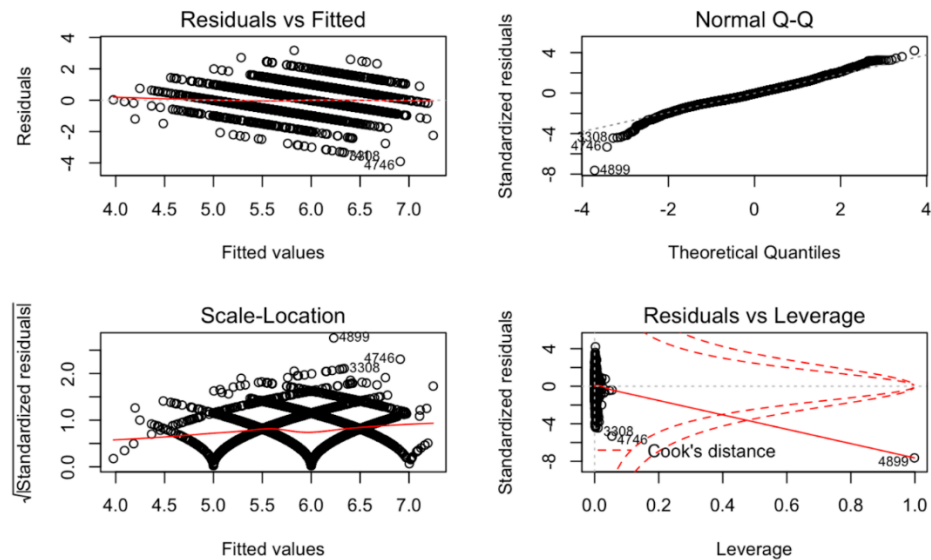 Residuals vs Fitted
Residuals
4
2
0
-2
-4
3308
4746
4.0 4.5 5.0 5.5 6.0 6.5 7.0
Fitted values
Normal Q-Q
Standardized residuals
4
0
-4
-8
3308
4746
4899
-4 -2 0 2 4
Theoretical Quantiles
Scale-Location
√|Standardized residuals|
2.0
1.0
0.0
4899
4746
3308
4.0 4.5 5.0 5.5 6.0 6.5 7.0
Fitted values
Residuals vs Leverage
Standardized residuals
4
0
-4
-8
3308
4746
Cook's distance
4899
0.0 0.2 0.4 0.6 0.8 1.0
Leverage